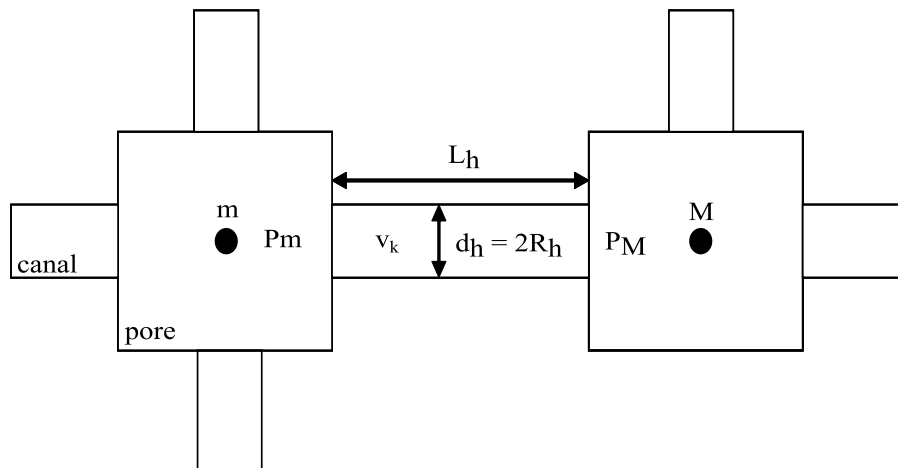 L_h
m
M
Pm
v_k
d_h = 2R_h
P_M
canal
pore